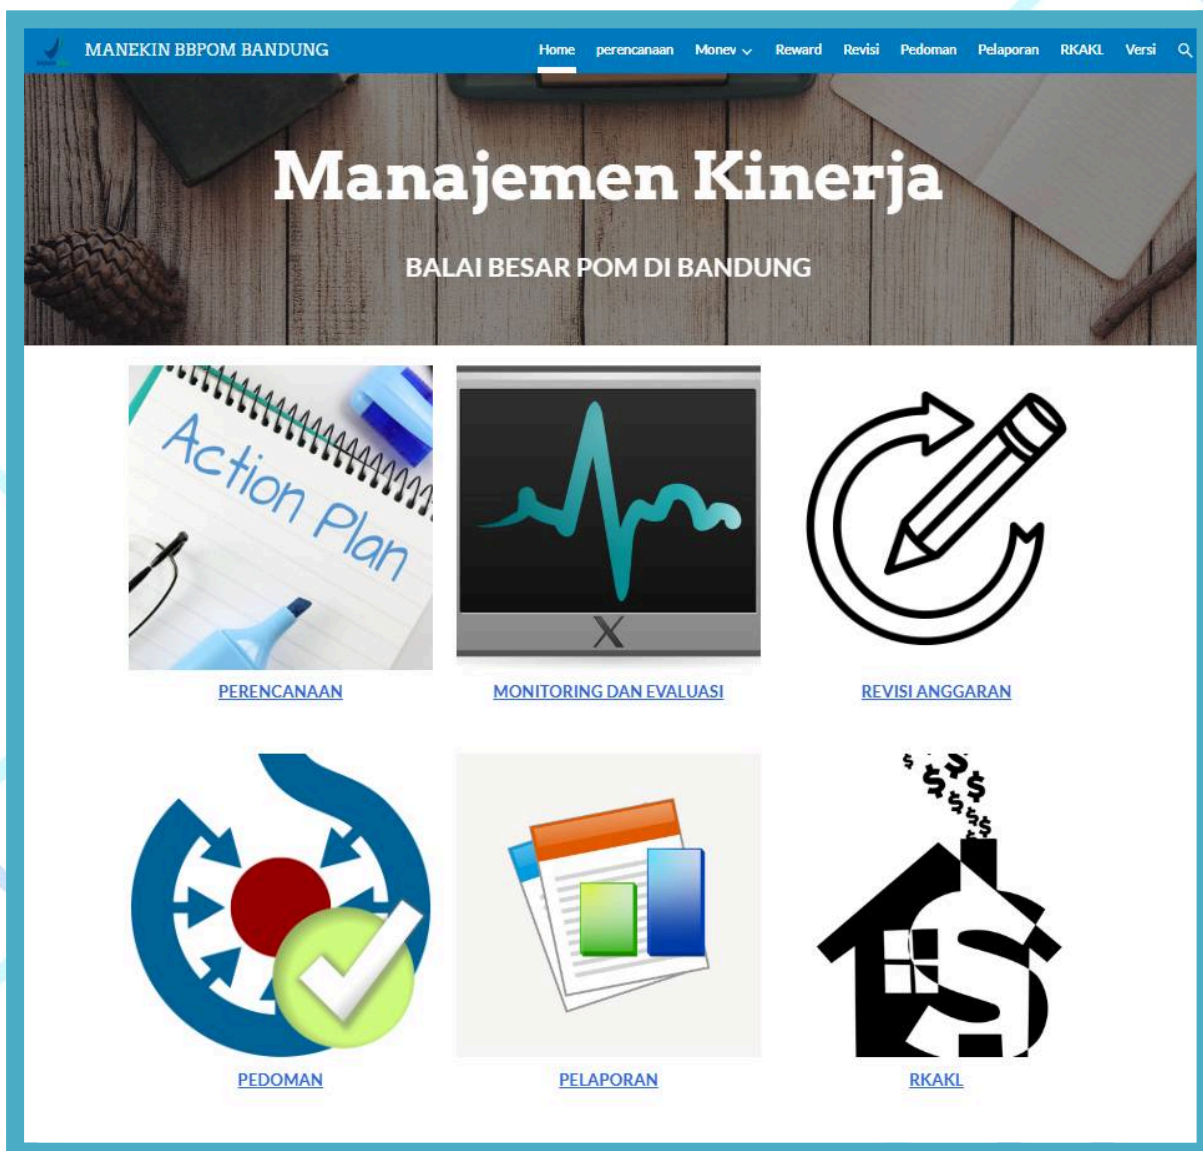 MANEKIN BBPOM BANDUNG
Home perencanaan Monev Reward Revisi Pedoman Pelaporan RKAKL Versi
Manajemen Kinerja
BALAI BESAR POM DI BANDUNG
Action Plan
X
PERENCANAAN
MONITORING DAN EVALUASI
REVISI ANGGARAN
$ $ $ $ $ $ $ $ $
$
PEDOMAN
PELAPORAN
RKAKL